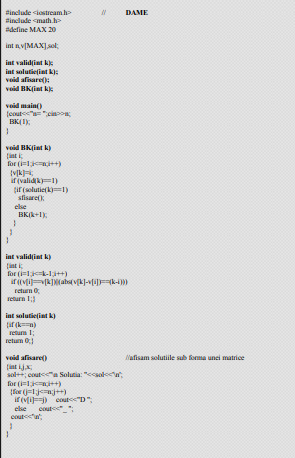 #include <iostream.h> // DAME
#include <math.h>
#define MAX 20
int n,v[MAX],sol;
int valid(int k);
int solutie(int k);
void afisare();
void BK(int k);
void main()
{cout<<"n= ";cin>>n;
BK(1);
}
void BK(int k)
{int i;
for (i=1;i<=n;i++)
{v[k]=i;
if (valid(k)==1)
{if (solutie(k)==1)
sfisare();
else
BK(k+1);
}
}
}
int valid(int k)
{int i;
for (i=1;i<=k-1;i++)
if ((v[i]==v[k])||(abs(v[k]-v[i])==(k-i)))
return 0;
return 1;}
int solutie(int k)
{if (k==n)
return 1;
return 0;}
void afisare() //afisam solutiile sub forma unei matrice
{int i,j,x;
sol++; cout<<"\n Solutia: "<<sol<<'\n';
for (i=1;i<=n;i++)
{for (j=1;j<=n;j++)
if (v[i]==j) cout<<"D ";
else cout<<"_ ";
cout<<'\n';
}
}